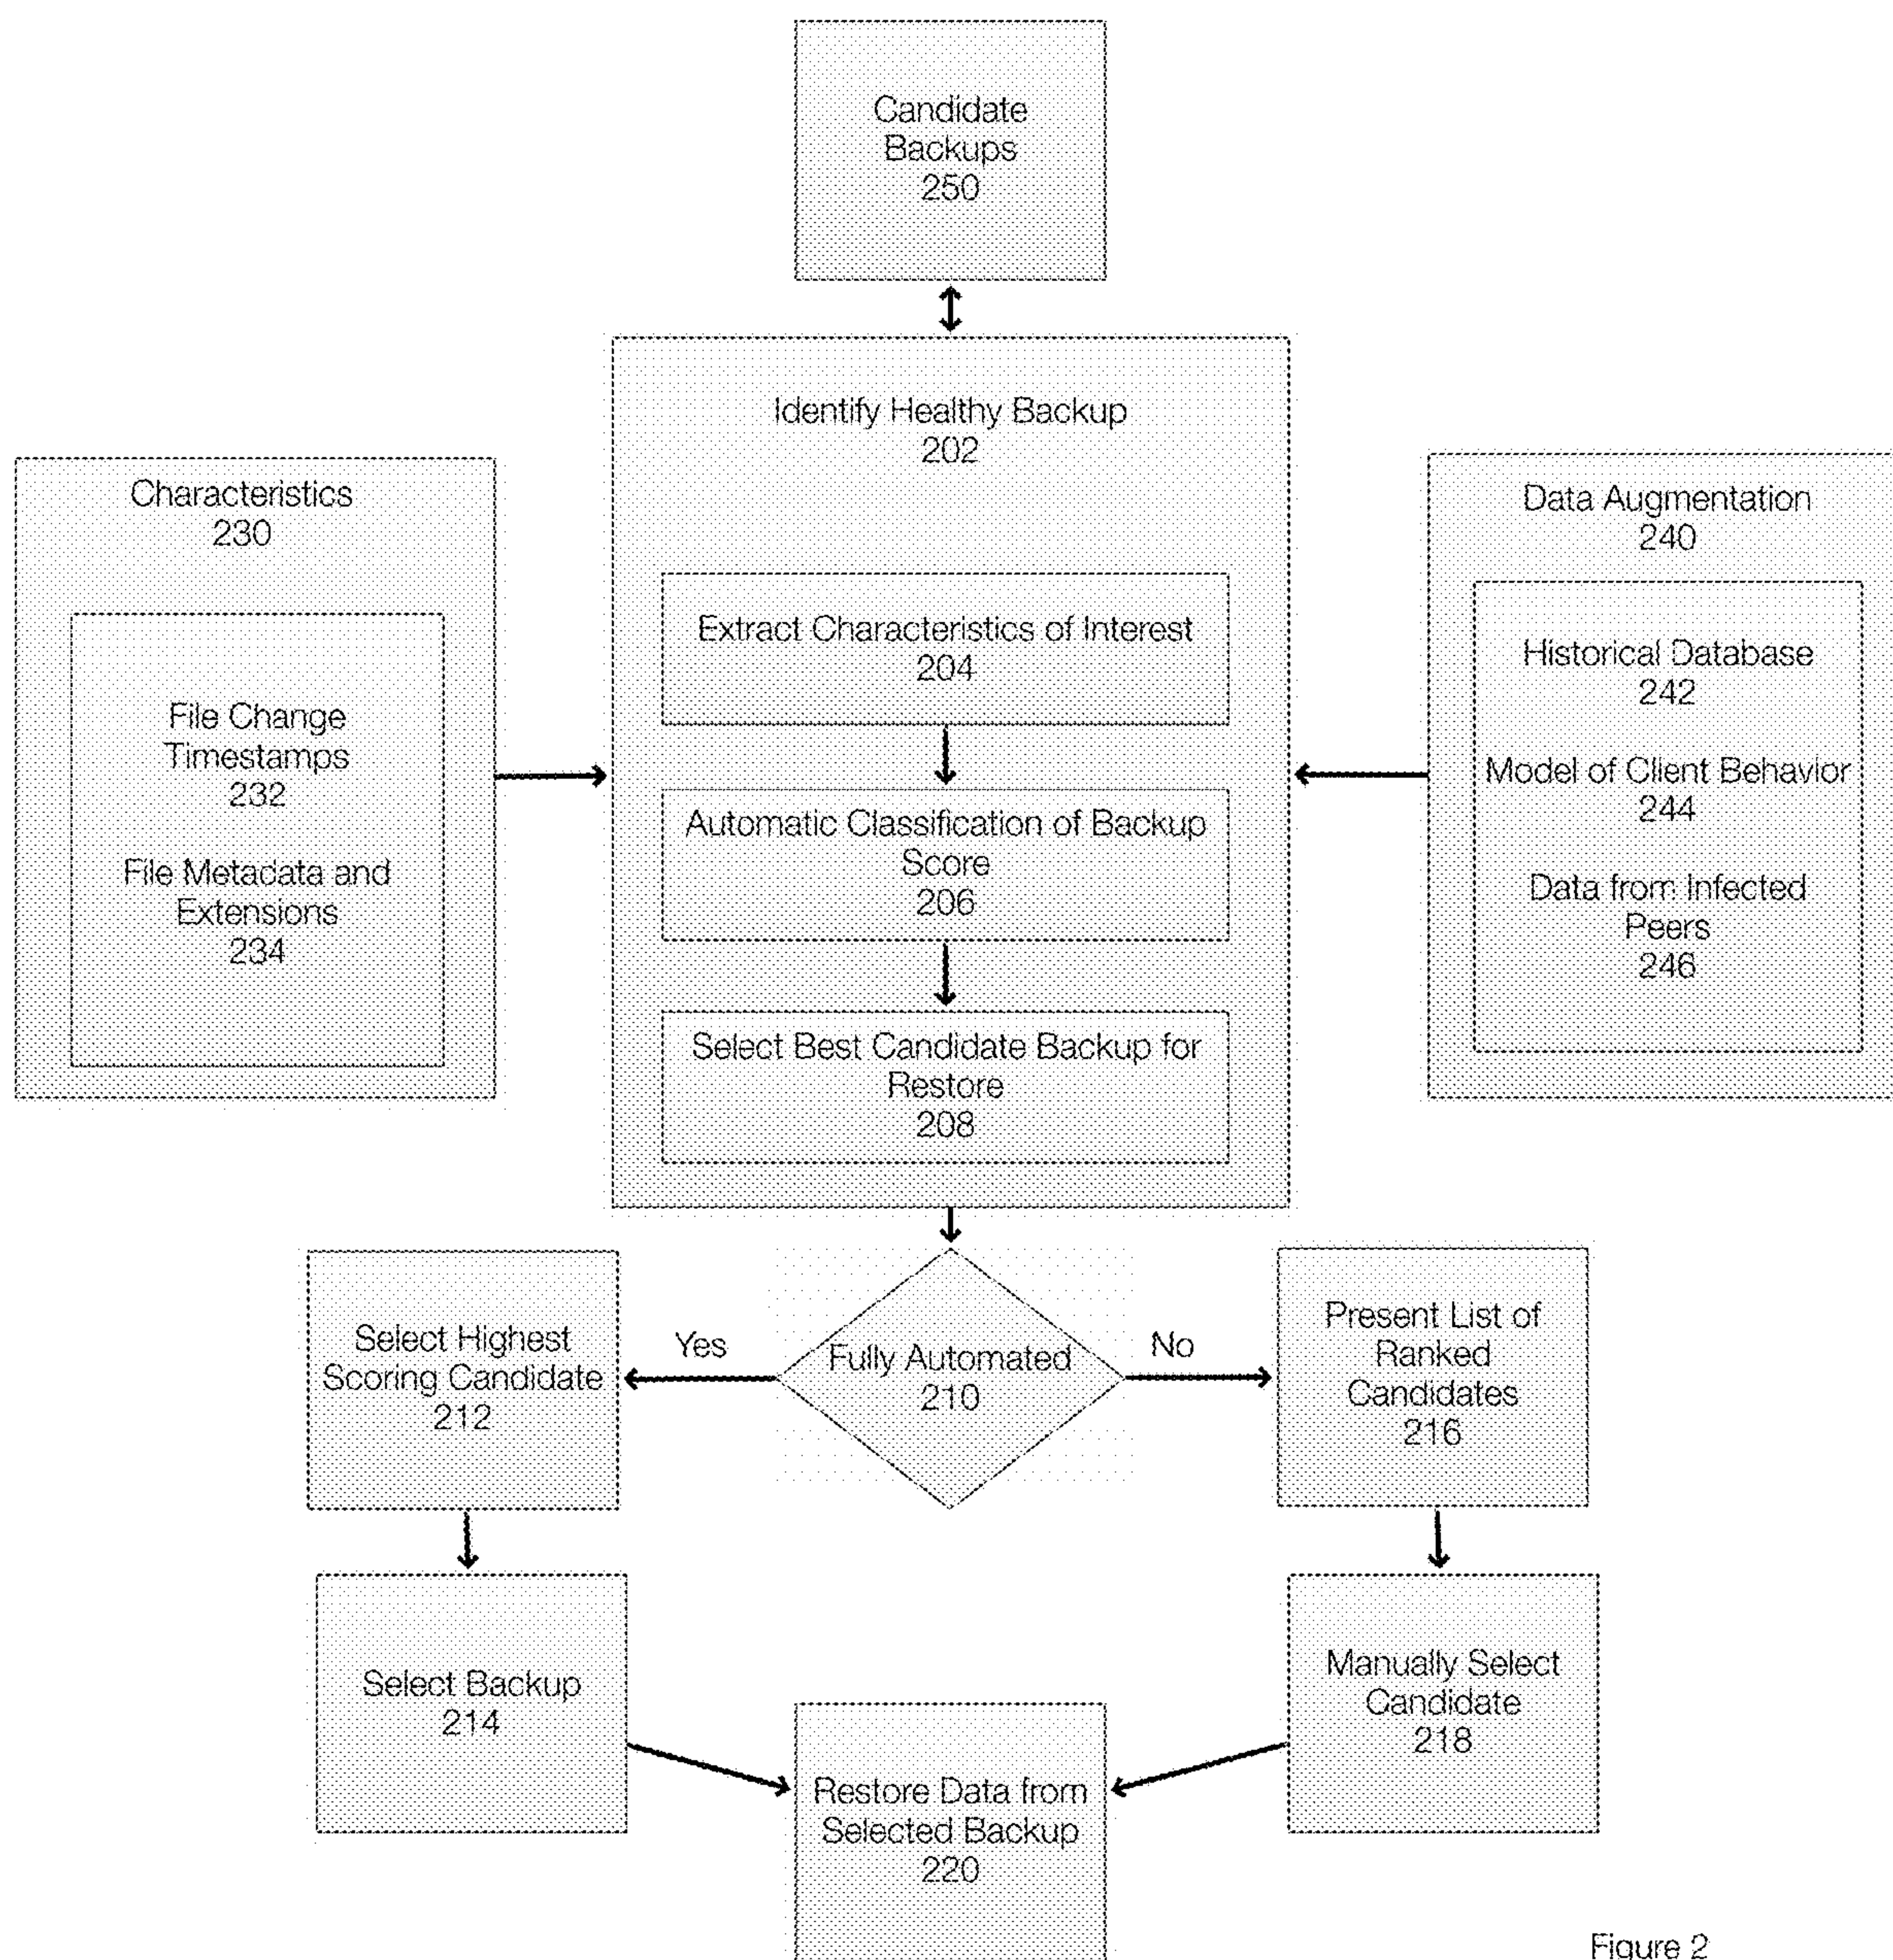 Candidate
Backups
250
Identify Healthy Backup
202
Characteristics
230
File Change
Timestamps
232
File Metadata and
Extensions
234
Extract Characteristics of Interest
204
Automatic Classification of Backup
Score
206
Select Best Candidate Backup for
Restore
208
Data Augmentation
240
Historical Database
242
Model of Client Behavior
244
Data from Infected
Peers
246
Fully Automated
210
Yes
No
Select Highest
Scoring Candidate
212
Select Backup
214
Present List of
Ranked
Candidates
216
Manually Select
Candidate
218
Restore Data from
Selected Backup
220
Figure 2